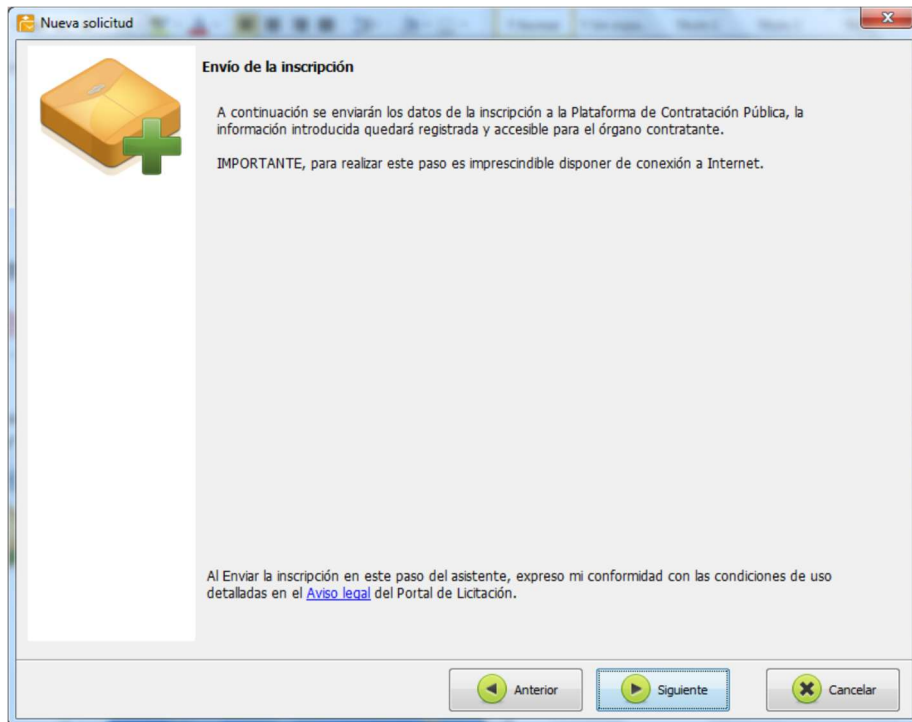 Nueva solicitud
Envío de la inscripción
A continuación se enviarán los datos de la inscripción a la Plataforma de Contratación Pública, la
información introducida quedará registrada y accesible para el órgano contratante.
IMPORTANTE, para realizar este paso es imprescindible disponer de conexión a Internet.
Al Enviar la inscripción en este paso del asistente, expreso mi conformidad con las condiciones de uso
detalladas en el Aviso legal del Portal de Licitación.
Anterior Siguiente Cancelar